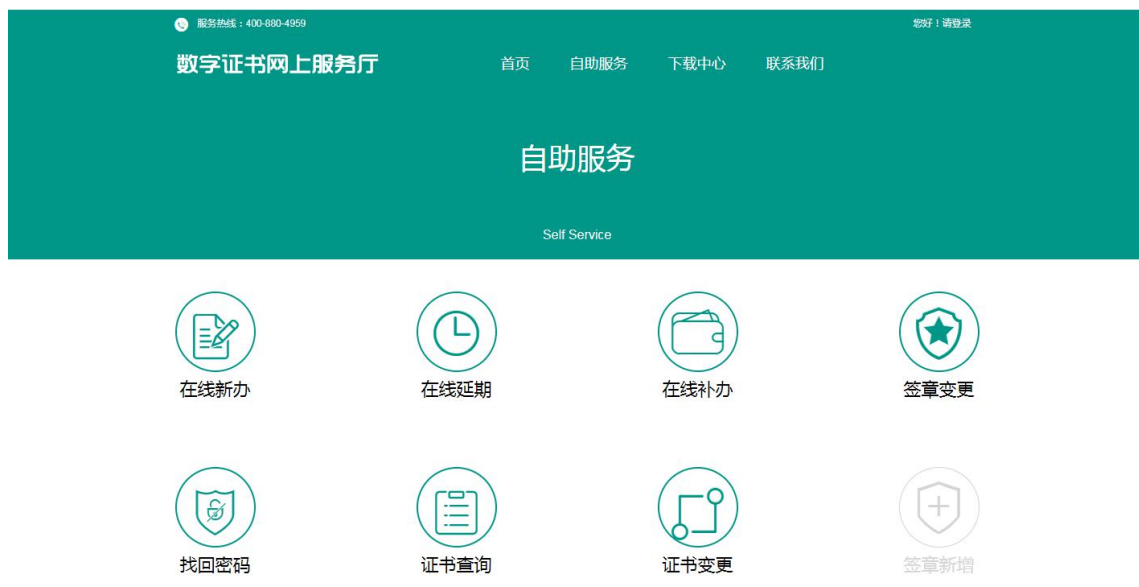 服务热线：400-880-4959
您好！请登录
数字证书网上服务厅
首页 自助服务 下载中心 联系我们
自助服务
Self Service
在线新办 在线延期 在线补办 签章变更
找回密码 证书查询 证书变更 签章新增